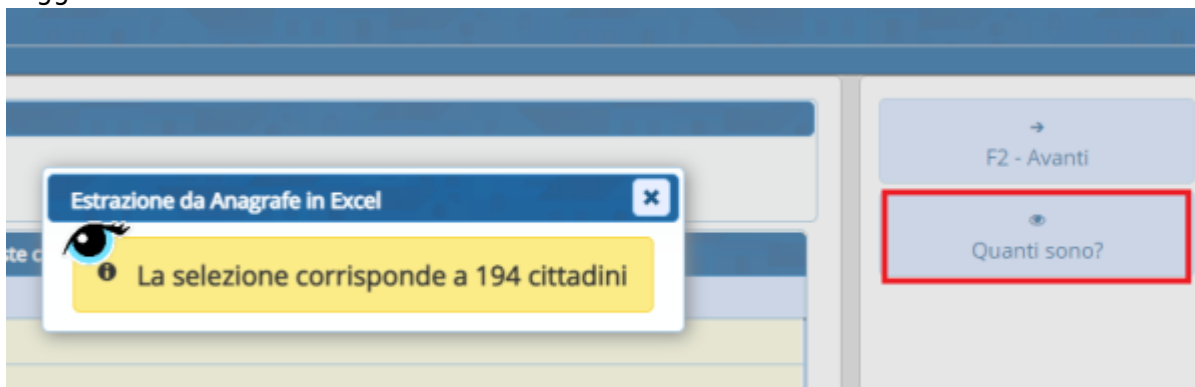 F2 - Avanti
Estrazione da Anagrafe in Excel
La selezione corrisponde a 194 cittadini
Quanti sono?